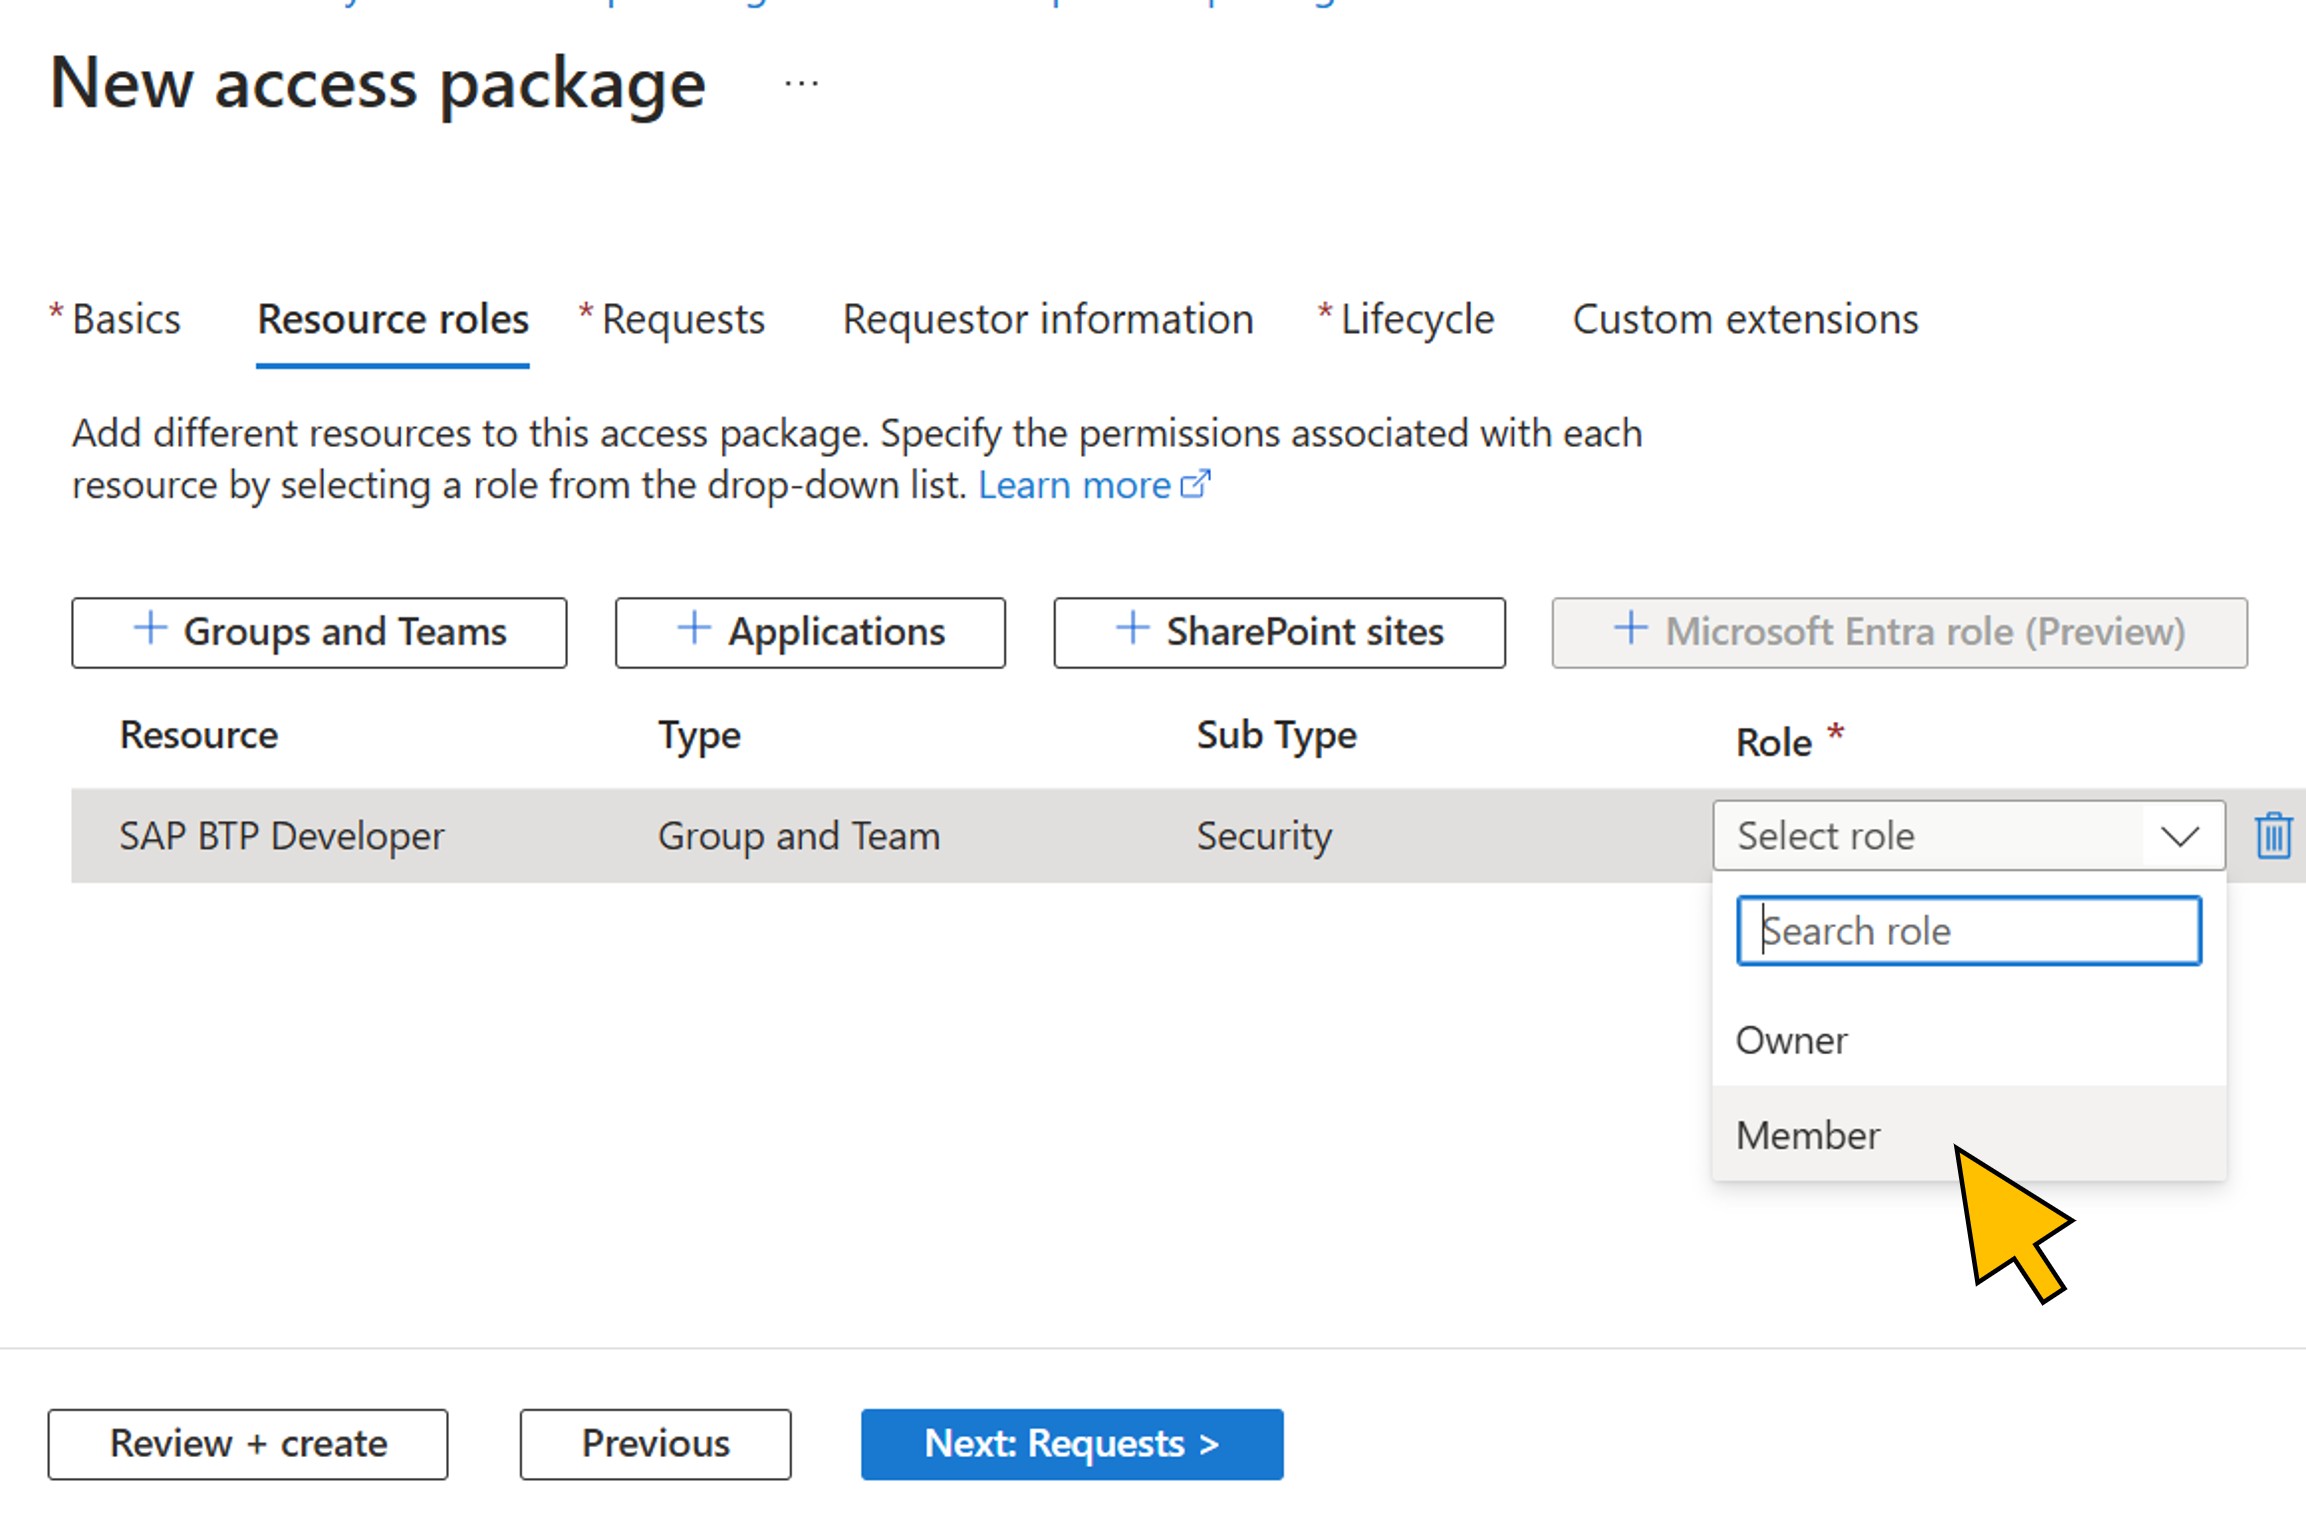 New access package ...
* Basics Resource roles * Requests Requestor information * Lifecycle Custom extensions
Add different resources to this access package. Specify the permissions associated with each
resource by selecting a role from the drop-down list. Learn more
+ Groups and Teams + Applications + SharePoint sites + Microsoft Entra role (Preview)
Resource Type Sub Type Role *
SAP BTP Developer Group and Team Security Select role
Search role
Owner
Member
Review + create Previous Next: Requests >